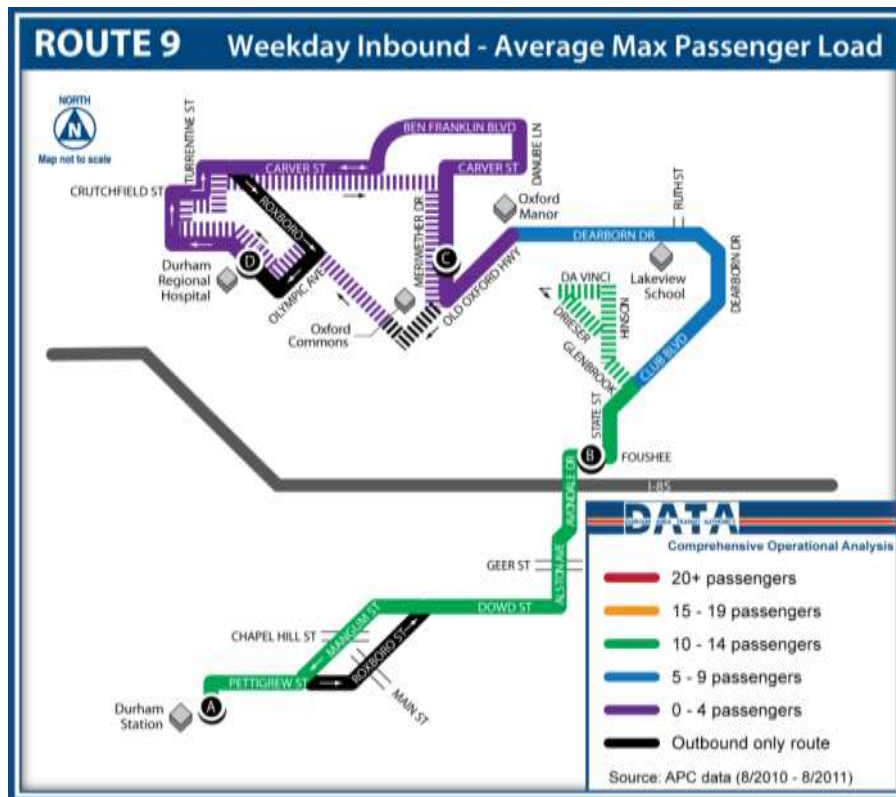 ROUTE 9 Weekday Inbound - Average Max Passenger Load
NORTH
N
Map not to scale
TURRENTINE ST
CRUTCHFIELD ST
CARVER ST
BEN FRANKLIN BLVD
CARVER ST
DANUBE LN
ROXBORO
MERIWETHER DR
Oxford
Manor
RUTH ST
DEARBORN DR
D
C
Durham
Regional
Hospital
OLYMPIC AVE
Oxford
Commons
OLD OXFORD HWY
DA VINCI
Lakeview
School
DEARBORN DR
DRIESER
HINSON
GLENBROOK
CLUB BLVD
STATE ST
B
FOUSHEE
AVONDALE DR
I-85
GEER ST
ALSTON AVE
DOWD ST
CHAPEL HILL ST
MANGUM ST
ROXBORO ST
PETTIGREW ST
MAIN ST
Durham
Station
A
DATA
DURHAM AREA TRANSIT AUTHORITY
Comprehensive Operational Analysis
20+ passengers
15 - 19 passengers
10 - 14 passengers
5 - 9 passengers
0 - 4 passengers
Outbound only route
Source: APC data (8/2010 - 8/2011)